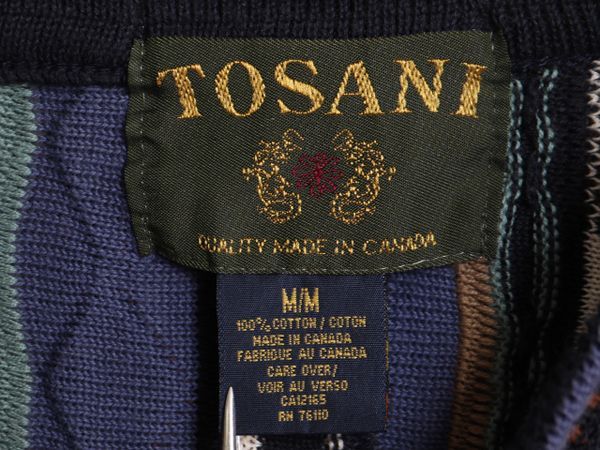 TOSANI
QUALITY MADE IN CANADA
M/M
100% COTTON / COTON
MADE IN CANADA
FABRIQUE AU CANADA
CARE OVER/
VOIR AU VERSO
CA12165
RN 76110